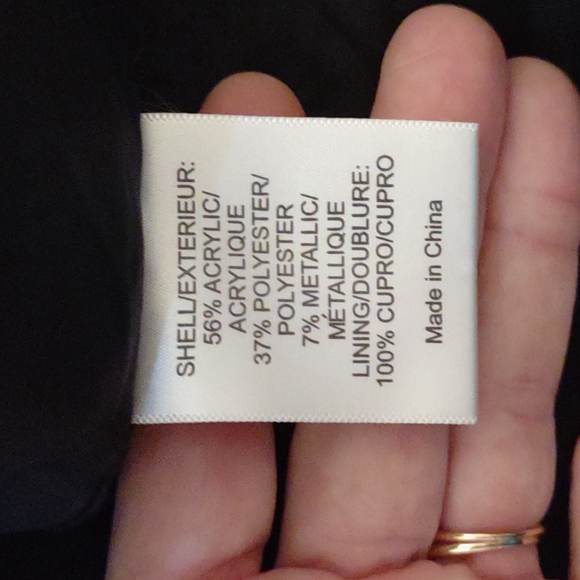 SHELL/EXTERIEUR:
56% ACRYLIC/
ACRYLIQUE
37% POLYESTER/
POLYESTER
7% METALLIC/
MÉTALLIQUE
LINING/DOUBLURE:
100% CUPRO/CUPRO
Made in China